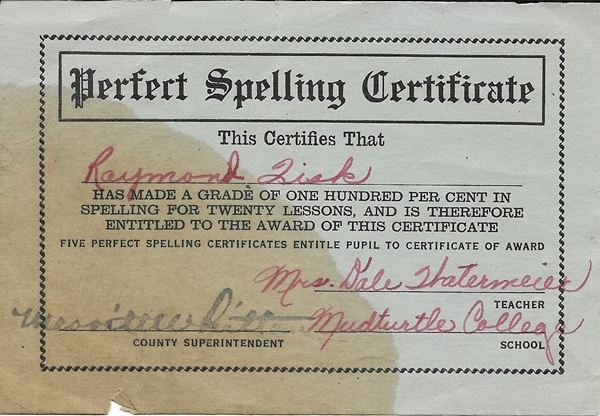 Perfect Spelling Certificate
This Certifies That
Raymond Fisk
HAS MADE A GRADE OF ONE HUNDRED PER CENT IN
SPELLING FOR TWENTY LESSONS, AND IS THEREFORE
ENTITLED TO THE AWARD OF THIS CERTIFICATE
FIVE PERFECT SPELLING CERTIFICATES ENTITLE PUPIL TO CERTIFICATE OF AWARD
Mrs. Dale
TEACHER
Mudturtle College
COUNTY SUPERINTENDENT SCHOOL